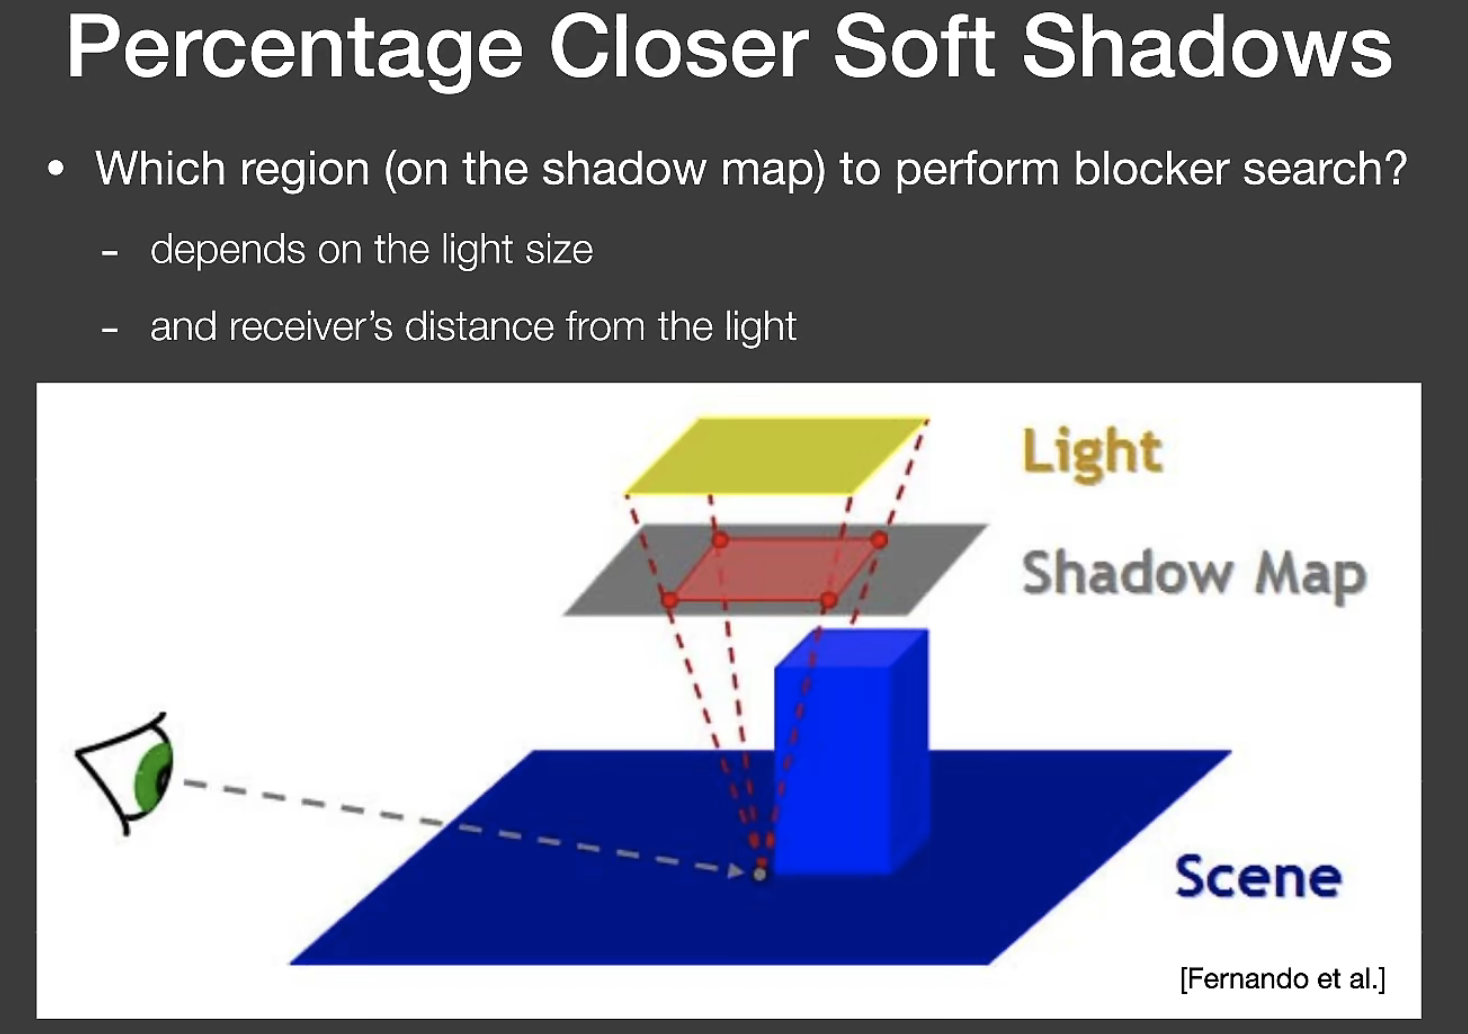 Percentage Closer Soft Shadows
• Which region (on the shadow map) to perform blocker search?
- depends on the light size
- and receiver’s distance from the light
Light
Shadow Map
Scene
[Fernando et al.]